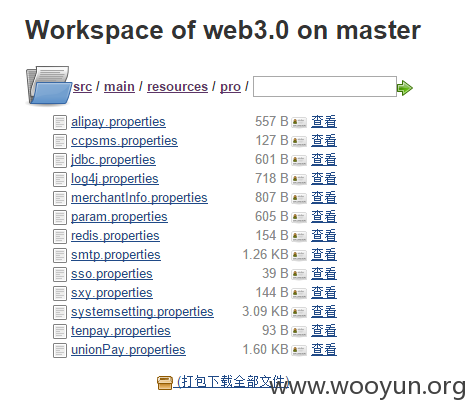 Workspace of web3.0 on master
src / main / resources / pro /
alipay.properties 557 B 查看
ccpsms.properties 127 B 查看
jdbc.properties 601 B 查看
log4j.properties 718 B 查看
merchantInfo.properties 807 B 查看
param.properties 605 B 查看
redis.properties 154 B 查看
smtp.properties 1.26 KB 查看
sso.properties 39 B 查看
sxy.properties 144 B 查看
systemsetting.properties 3.09 KB 查看
tenpay.properties 93 B 查看
unionPay.properties 1.60 KB 查看
(打包下载全部文件)
www.wooyun.org